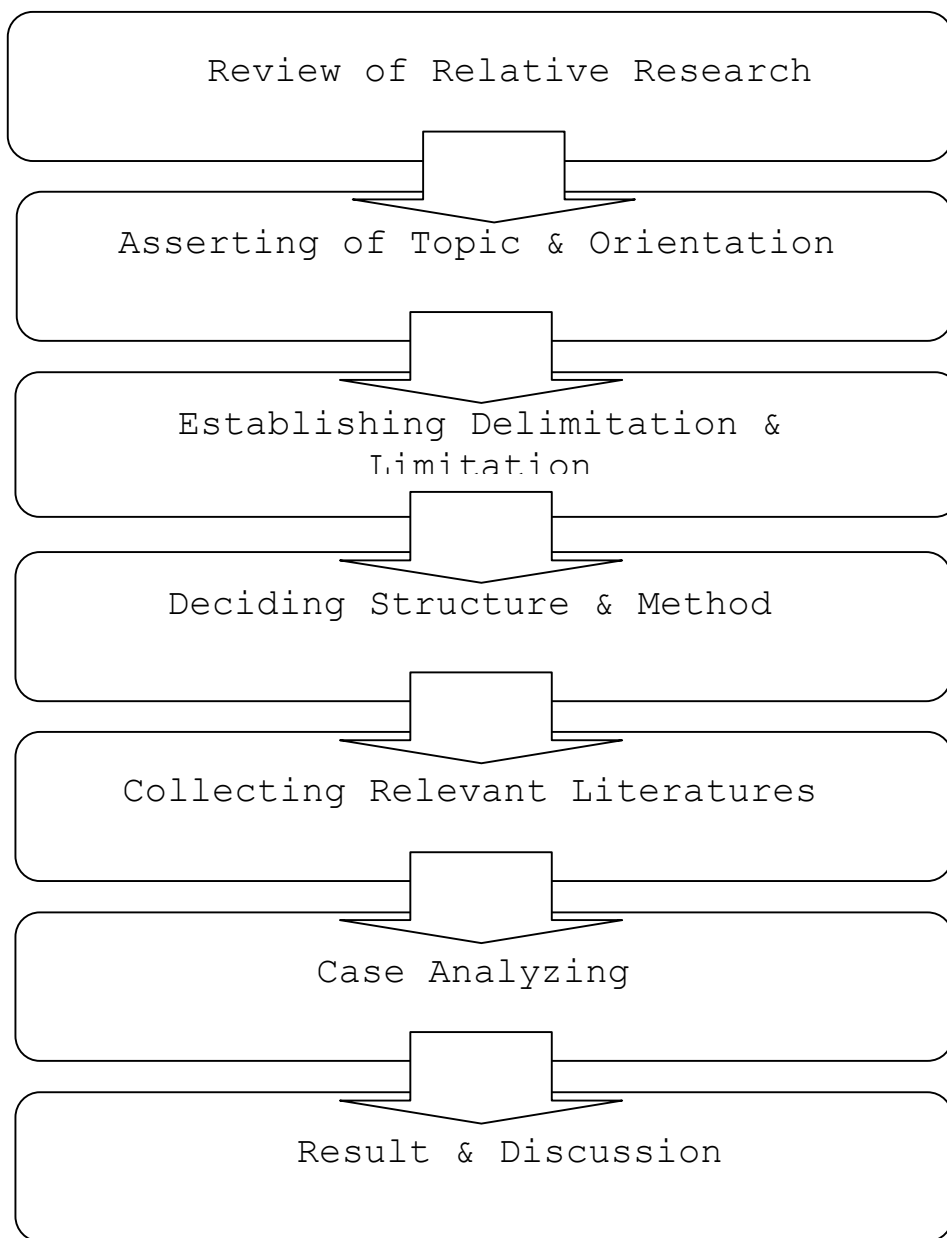 Review of Relative Research
Asserting of Topic & Orientation
Establishing Delimitation &
Limitation
Deciding Structure & Method
Collecting Relevant Literatures
Case Analyzing
Result & Discussion